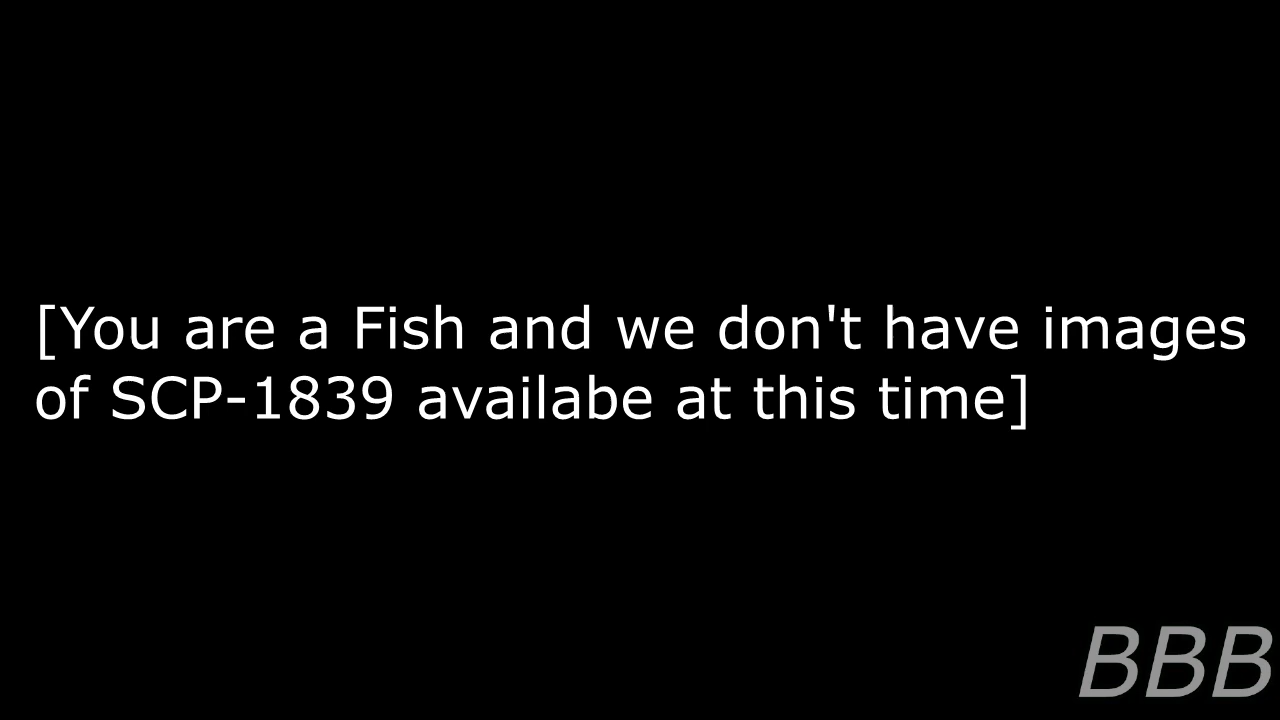 [You are a Fish and we don't have images
of SCP-1839 availabe at this time]
BBB